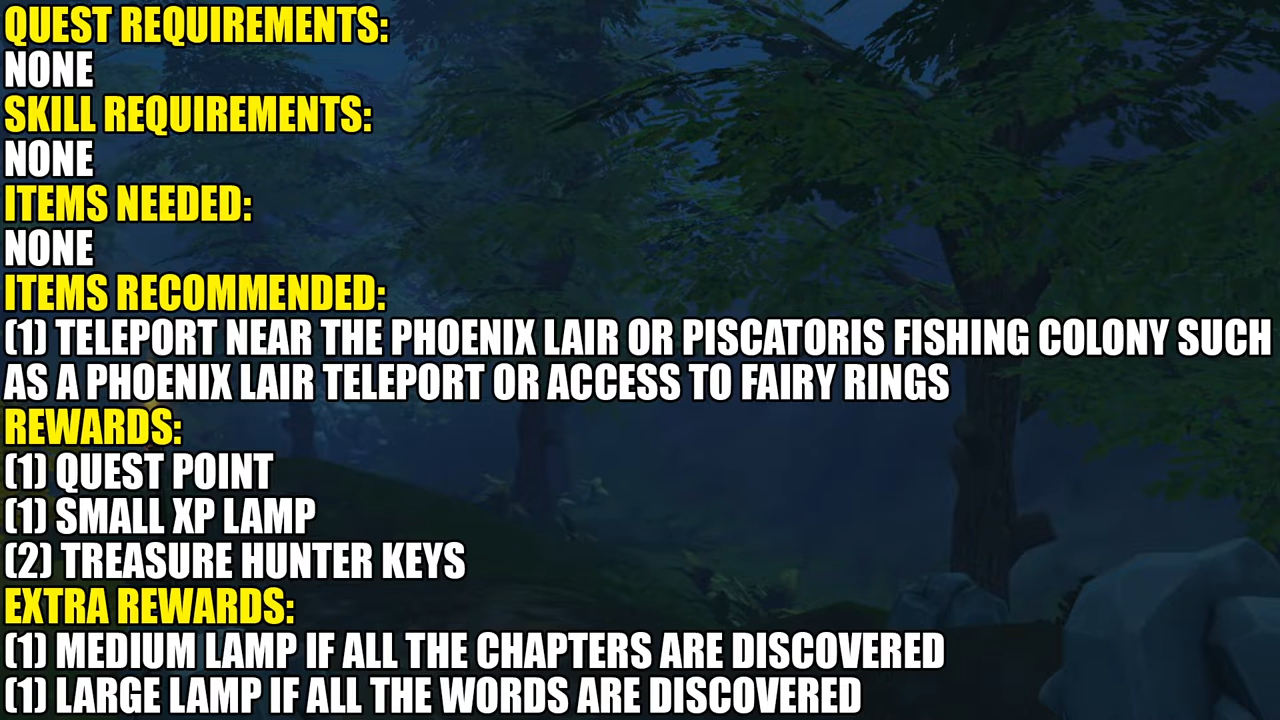 QUEST REQUIREMENTS:
NONE
SKILL REQUIREMENTS:
NONE
ITEMS NEEDED:
NONE
ITEMS RECOMMENDED:
(1) TELEPORT NEAR THE PHOENIX LAIR OR PISCATORIS FISHING COLONY SUCH
AS A PHOENIX LAIR TELEPORT OR ACCESS TO FAIRY RINGS
REWARDS:
(1) QUEST POINT
(1) SMALL XP LAMP
(2) TREASURE HUNTER KEYS
EXTRA REWARDS:
(1) MEDIUM LAMP IF ALL THE CHAPTERS ARE DISCOVERED
(1) LARGE LAMP IF ALL THE WORDS ARE DISCOVERED